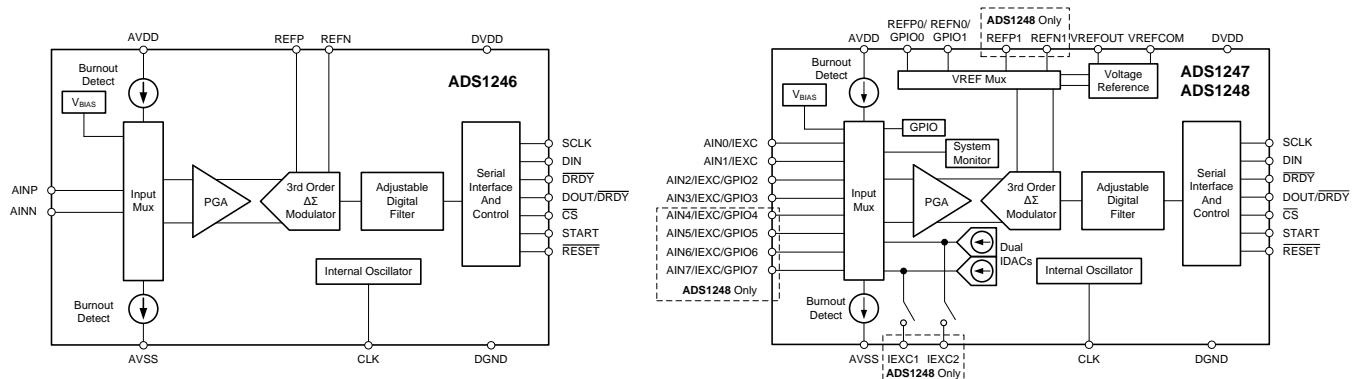 AVDD
REFP REFN
DVDD
Burnout
Detect
ADS1246
VBIAS
SCLK
DIN
DRDY
DOUT/DRDY
CS
START
RESET
AINP
AINN
Input
Mux
PGA
3rd Order
ΔΣ
Modulator
Adjustable
Digital
Filter
Serial
Interface
And
Control
Internal Oscillator
Burnout
Detect
AVSS
CLK
DGND
REFP0/ REFN0/
GPIO0 GPIO1
ADS1248 Only
AVDD
REFP1 REFN1 VREFOUT VREFCOM
DVDD
Burnout
Detect
VREF Mux
Voltage
Reference
ADS1247
ADS1248
VBIAS
GPIO
System
Monitor
AIN0/IEXC
AIN1/IEXC
AIN2/IEXC/GPIO2
AIN3/IEXC/GPIO3
AIN4/IEXC/GPIO4
AIN5/IEXC/GPIO5
AIN6/IEXC/GPIO6
AIN7/IEXC/GPIO7
ADS1248 Only
Input
Mux
PGA
3rd Order
ΔΣ
Modulator
Adjustable
Digital
Filter
Serial
Interface
And
Control
SCLK
DIN
DRDY
DOUT/DRDY
CS
START
RESET
Dual
IDACs
Internal Oscillator
Burnout
Detect
AVSS
IEXC1 IEXC2
ADS1248 Only
CLK
DGND